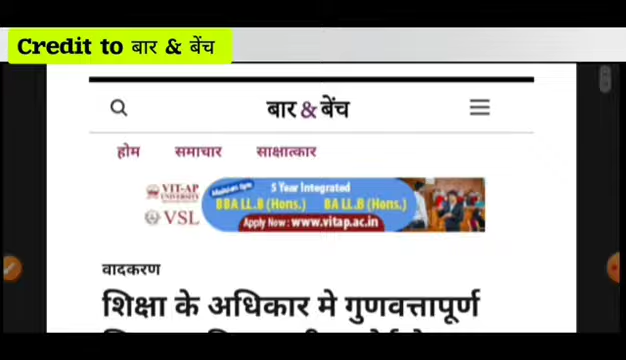 Credit to बार & बेंच
बार & बेंच
होम समाचार साक्षात्कार
5 Year Integrated
VIT-AP
UNIVERSITY
BBA LL.B (Hons.) BA LL.B (Hons.)
VSL
Apply Now : www.vitap.ac.in
वादकरण
शिक्षा के अधिकार मे गुणवत्तापूर्ण